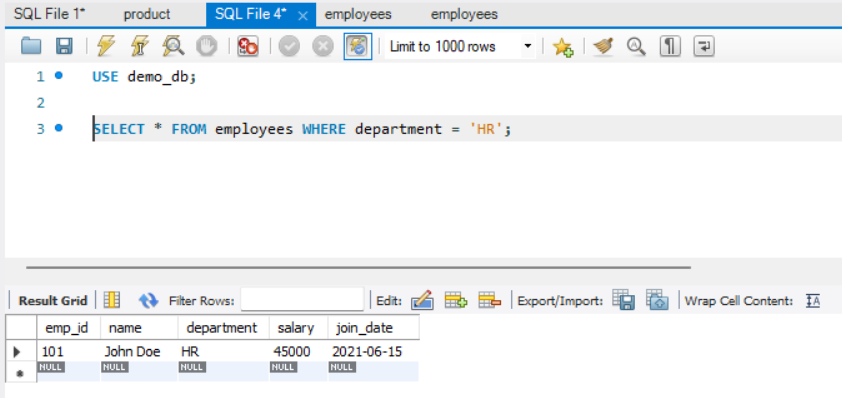 SQL File 1* product SQL File 4* employees employees
Limit to 1000 rows
1 USE demo_db;
2
3 SELECT * FROM employees WHERE department = 'HR';
Result Grid Filter Rows: Edit: Export/Import: Wrap Cell Content:
emp_id name department salary join_date
101 John Doe HR 45000 2021-06-15
NULL NULL NULL NULL NULL